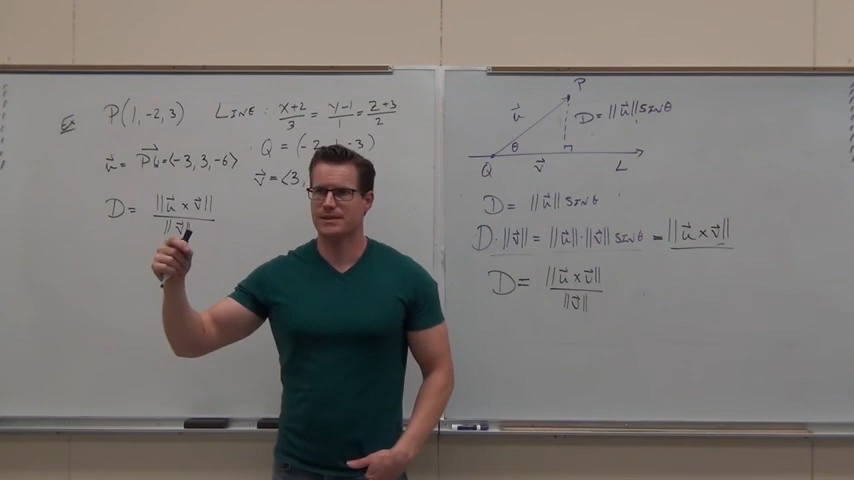 Ex P(1, -2, 3) LINE: X+2/3 = Y-1/1 = Z+3/2
Q = (-2, -3)
u⃗ = PQ⃗ = <-3, 3, -6> v⃗ = <3,
D = ||u⃗ x v⃗|| / ||v⃗||
P
u⃗ D = ||u⃗|| SINθ
θ
Q v⃗ L
D = ||u⃗|| SINθ
D · ||v⃗|| = ||u⃗|| · ||v⃗|| SINθ = ||u⃗ x v⃗||
D = ||u⃗ x v⃗|| / ||v⃗||